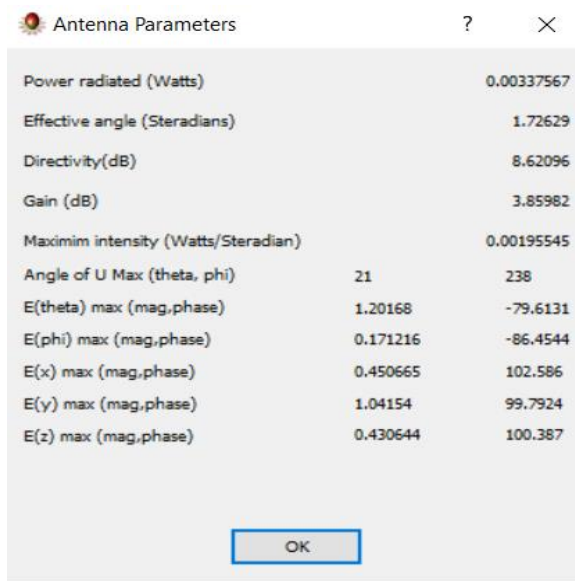 Antenna Parameters ? ×
Power radiated (Watts) 0.00337567
Effective angle (Steradians) 1.72629
Directivity(dB) 8.62096
Gain (dB) 3.85982
Maximim intensity (Watts/Steradian) 0.00195545
Angle of U Max (theta, phi) 21 238
E(theta) max (mag,phase) 1.20168 -79.6131
E(phi) max (mag,phase) 0.171216 -86.4544
E(x) max (mag,phase) 0.450665 102.586
E(y) max (mag,phase) 1.04154 99.7924
E(z) max (mag,phase) 0.430644 100.387
OK